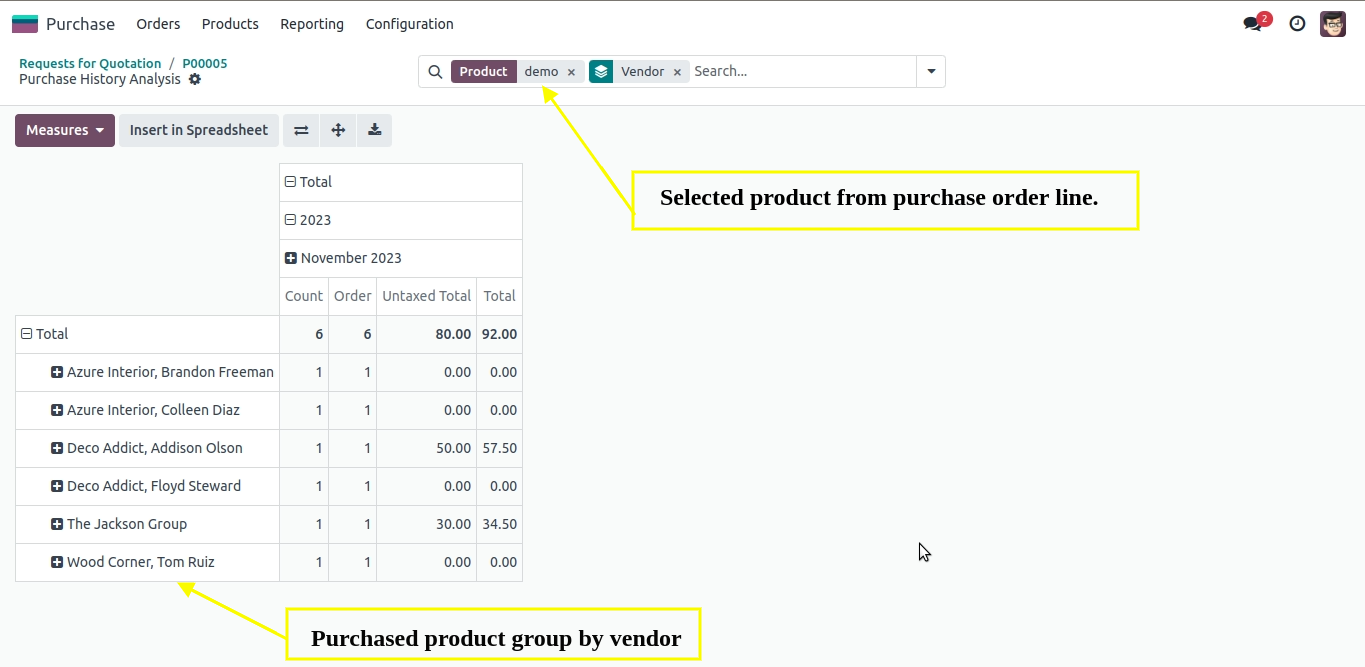 Purchase Orders Products Reporting Configuration 2
Requests for Quotation / P00005
Purchase History Analysis
Product demo × Vendor × Search...
Measures Insert in Spreadsheet
Total
Selected product from purchase order line.
2023
November 2023
Count Order Untaxed Total Total
Total 6 6 80.00 92.00
Azure Interior, Brandon Freeman 1 1 0.00 0.00
Azure Interior, Colleen Diaz 1 1 0.00 0.00
Deco Addict, Addison Olson 1 1 50.00 57.50
Deco Addict, Floyd Steward 1 1 0.00 0.00
The Jackson Group 1 1 30.00 34.50
Wood Corner, Tom Ruiz 1 1 0.00 0.00
Purchased product group by vendor